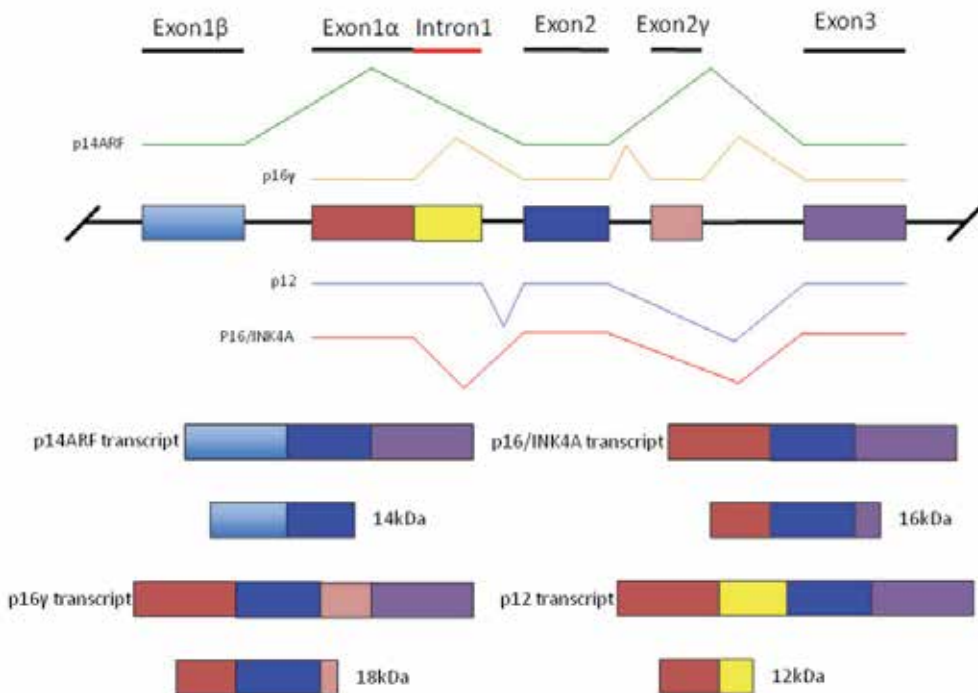 Exon1β Exon1α Intron1 Exon2 Exon2γ Exon3
p14ARF
p16γ
p12
P16/INK4A
p14ARF transcript
p16/INK4A transcript
14kDa
16kDa
p16γ transcript
p12 transcript
18kDa
12kDa